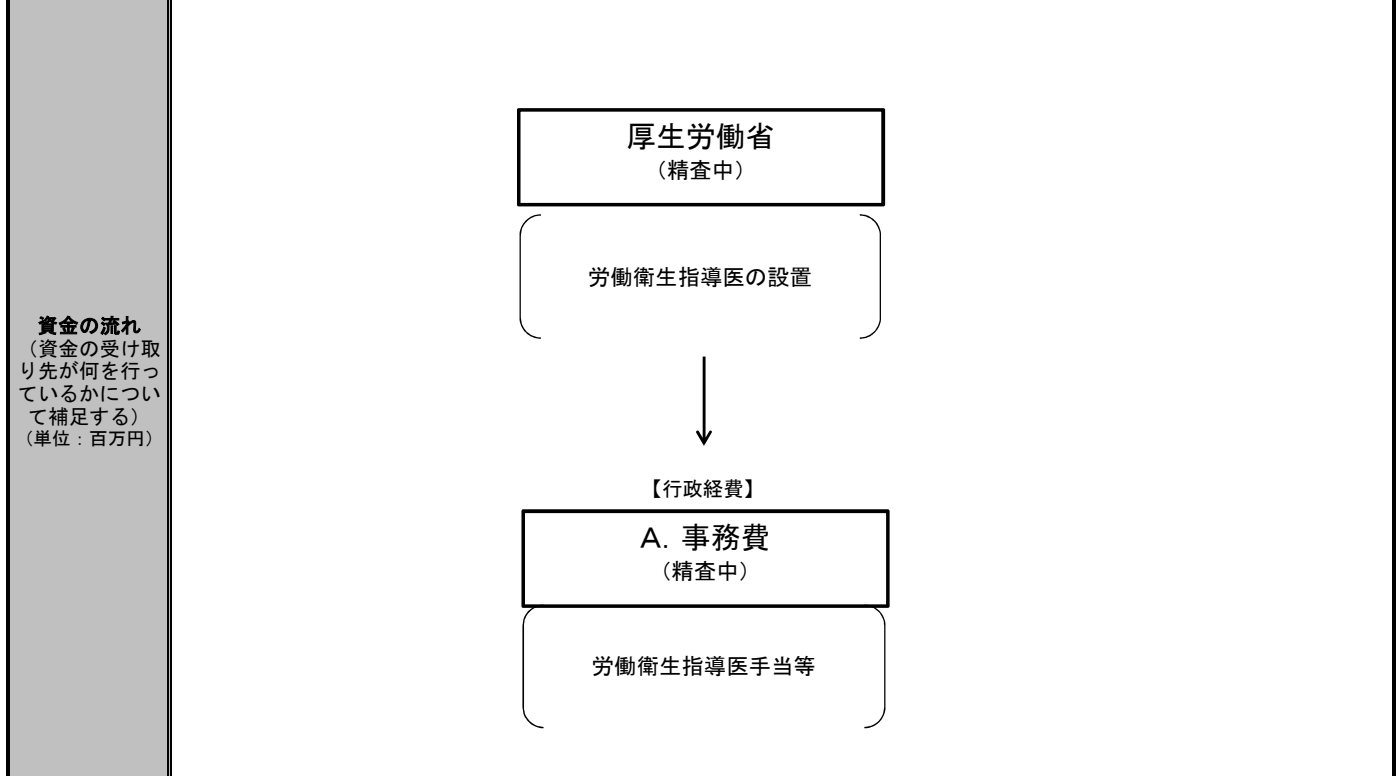 資金の流れ
（資金の受け取
り先が何を行っ
ているかについ
て補足する）
（単位：百万円）
厚生労働省
（精査中）
労働衛生指導医の設置
【行政経費】
A．事務費
（精査中）
労働衛生指導医手当等